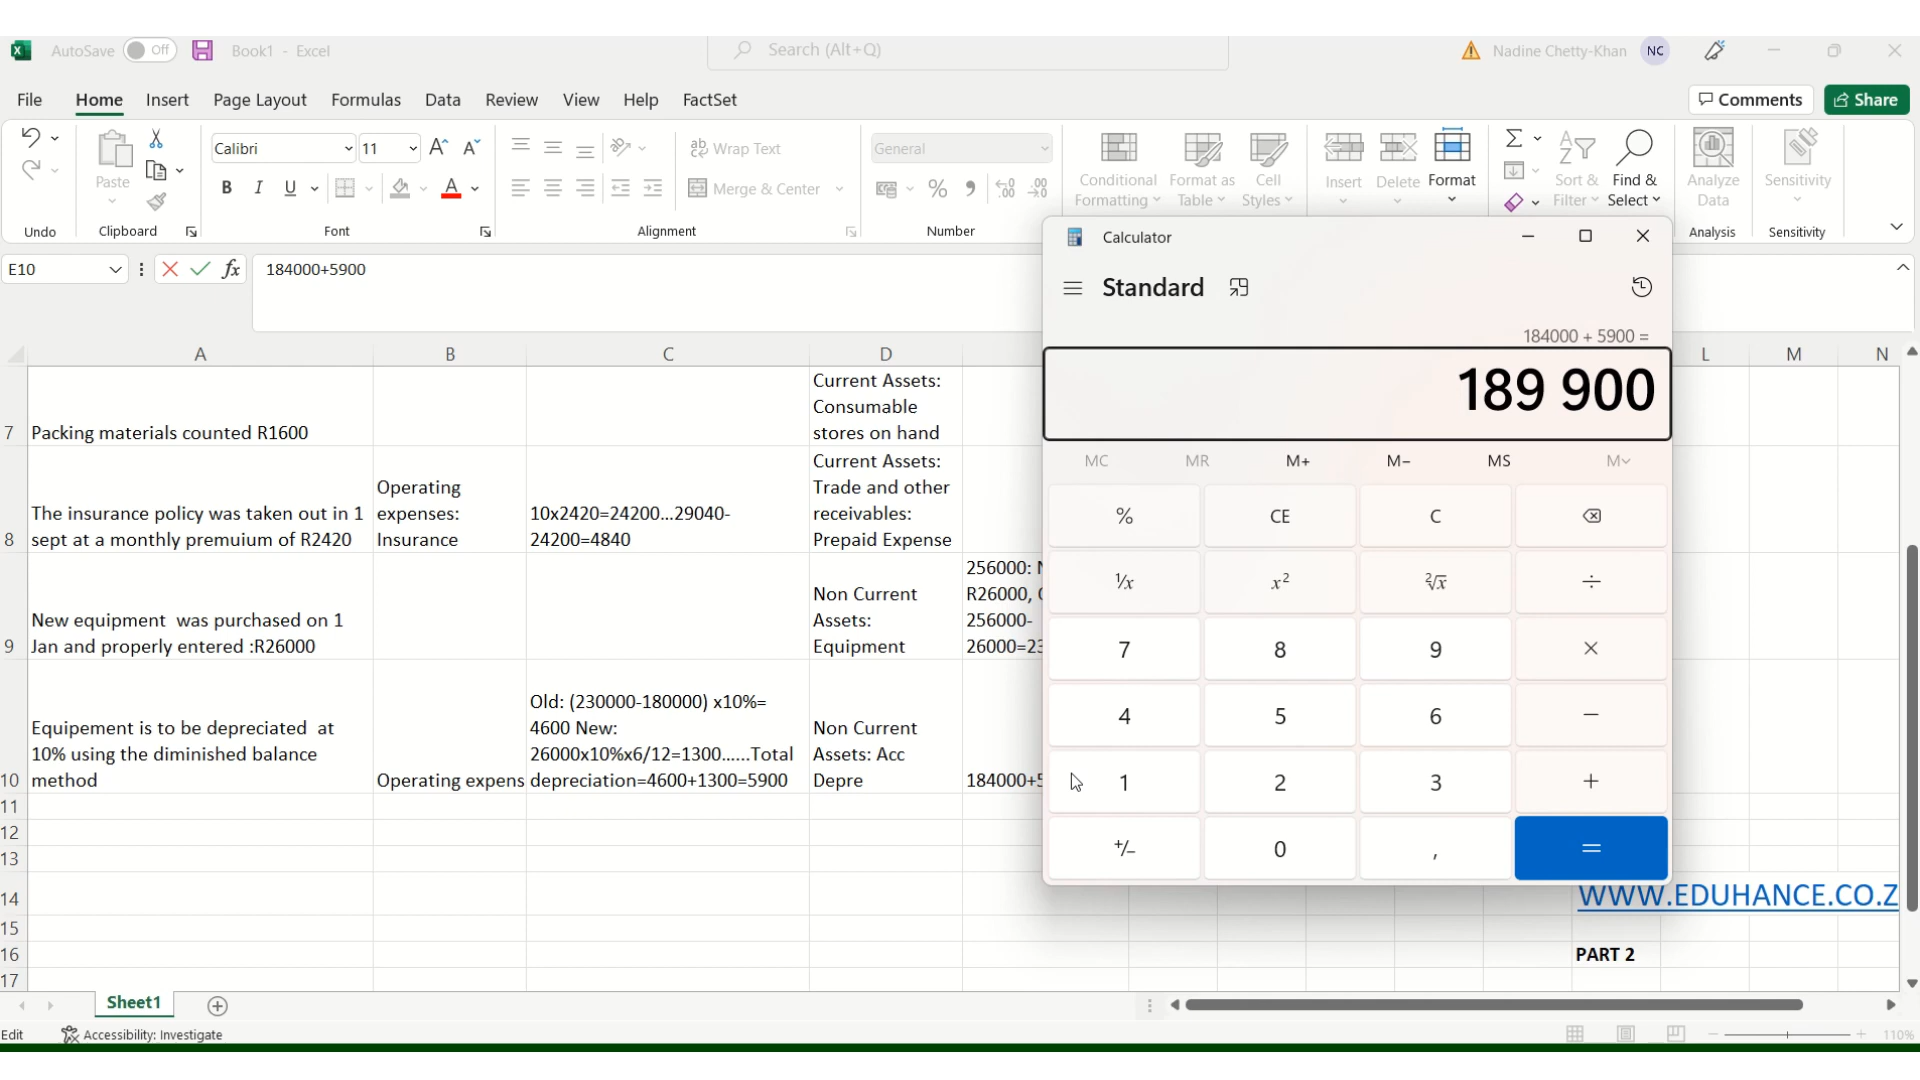 AutoSave Off Book1 - Excel Search (Alt+Q) Nadine Chetty-Khan NC
File Home Insert Page Layout Formulas Data Review View Help FactSet Comments Share
Calibri 11 Wrap Text General
Paste B I U Merge & Center % Conditional Formatting Format as Table Cell Styles Insert Delete Format Sort & Filter Find & Select Analyze Data Sensitivity
Undo Clipboard Font Alignment Number Analysis Sensitivity
E10 fx 184000+5900
Calculator
Standard
184000 + 5900 =
189 900
MC MR M+ M− MS M
% CE C
¹/x x² ²√x ÷
7 8 9 ×
4 5 6 −
1 2 3 +
+/− 0 , =
A B C D L M N
7 Packing materials counted R1600
Current Assets:
Consumable
stores on hand
8 The insurance policy was taken out in 1
sept at a monthly premuium of R2420
Operating
expenses:
Insurance
10x2420=24200...29040-
24200=4840
Current Assets:
Trade and other
receivables:
Prepaid Expense
9 New equipment was purchased on 1
Jan and properly entered :R26000
Non Current
Assets:
Equipment
256000:
R26000,
256000-
10 Equipement is to be depreciated at
10% using the diminished balance
method
Operating expens
Old: (230000-180000) x10%=
4600 New:
26000x10%x6/12=1300......Total
depreciation=4600+1300=5900
Non Current
Assets: Acc
Depre
11
12
13
14 WWW.EDUHANCE.CO.Z
15
16 PART 2
17
Sheet1
Edit Accessibility: Investigate 110%